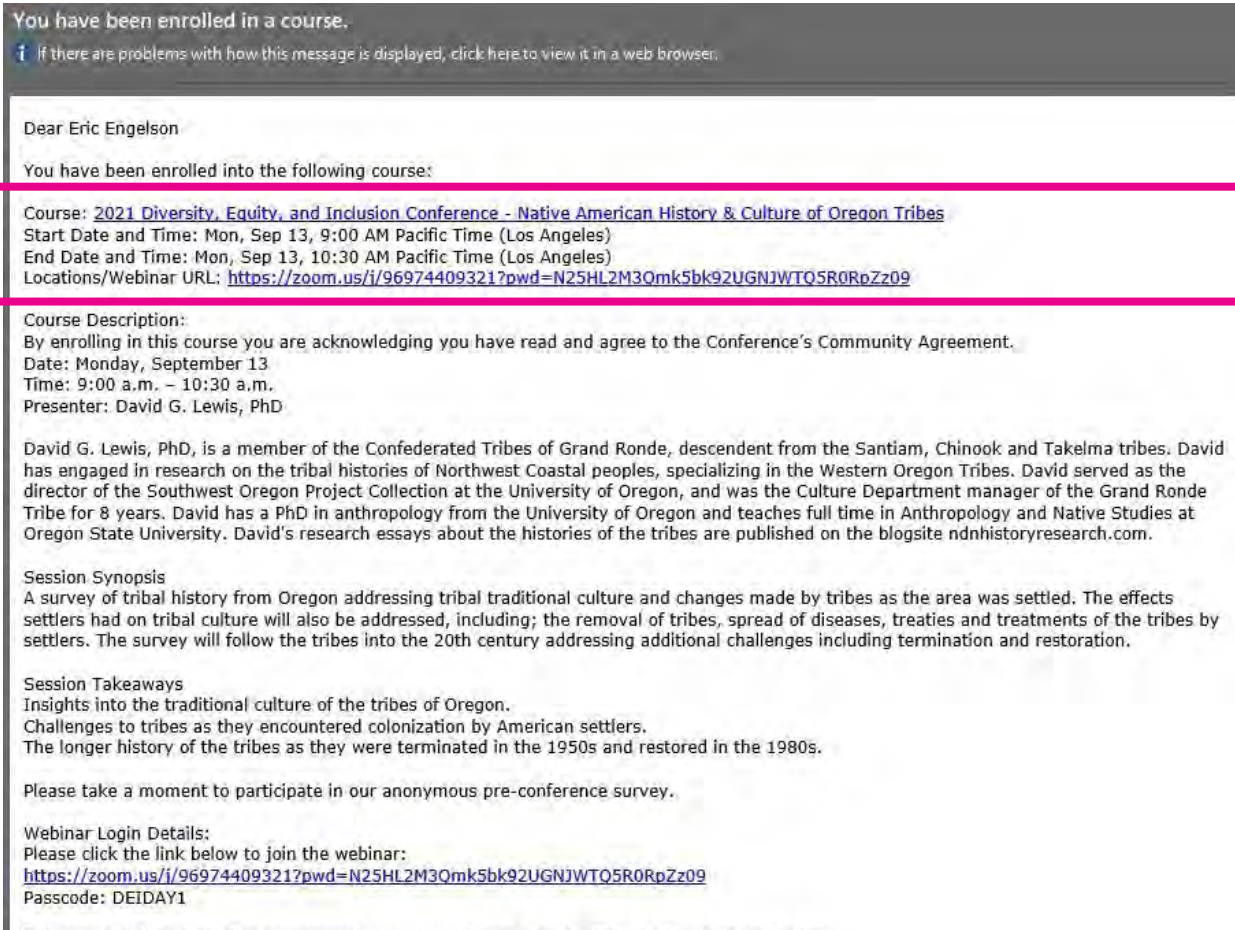 You have been enrolled in a course.
i If there are problems with how this message is displayed, click here to view it in a web browser.
Dear Eric Engelson
You have been enrolled into the following course:
Course: 2021 Diversity, Equity, and Inclusion Conference - Native American History & Culture of Oregon Tribes
Start Date and Time: Mon, Sep 13, 9:00 AM Pacific Time (Los Angeles)
End Date and Time: Mon, Sep 13, 10:30 AM Pacific Time (Los Angeles)
Locations/Webinar URL: https://zoom.us/j/96974409321?pwd=N25HL2M3Qmk5bk92UGNJWTQ5R0RpZz09
Course Description:
By enrolling in this course you are acknowledging you have read and agree to the Conference's Community Agreement.
Date: Monday, September 13
Time: 9:00 a.m. – 10:30 a.m.
Presenter: David G. Lewis, PhD
David G. Lewis, PhD, is a member of the Confederated Tribes of Grand Ronde, descendent from the Santiam, Chinook and Takelma tribes. David
has engaged in research on the tribal histories of Northwest Coastal peoples, specializing in the Western Oregon Tribes. David served as the
director of the Southwest Oregon Project Collection at the University of Oregon, and was the Culture Department manager of the Grand Ronde
Tribe for 8 years. David has a PhD in anthropology from the University of Oregon and teaches full time in Anthropology and Native Studies at
Oregon State University. David's research essays about the histories of the tribes are published on the blogsite ndnhistoryresearch.com.
Session Synopsis
A survey of tribal history from Oregon addressing tribal traditional culture and changes made by tribes as the area was settled. The effects
settlers had on tribal culture will also be addressed, including; the removal of tribes, spread of diseases, treaties and treatments of the tribes by
settlers. The survey will follow the tribes into the 20th century addressing additional challenges including termination and restoration.
Session Takeaways
Insights into the traditional culture of the tribes of Oregon.
Challenges to tribes as they encountered colonization by American settlers.
The longer history of the tribes as they were terminated in the 1950s and restored in the 1980s.
Please take a moment to participate in our anonymous pre-conference survey.
Webinar Login Details:
Please click the link below to join the webinar:
https://zoom.us/j/96974409321?pwd=N25HL2M3Qmk5bk92UGNJWTQ5R0RpZz09
Passcode: DEIDAY1